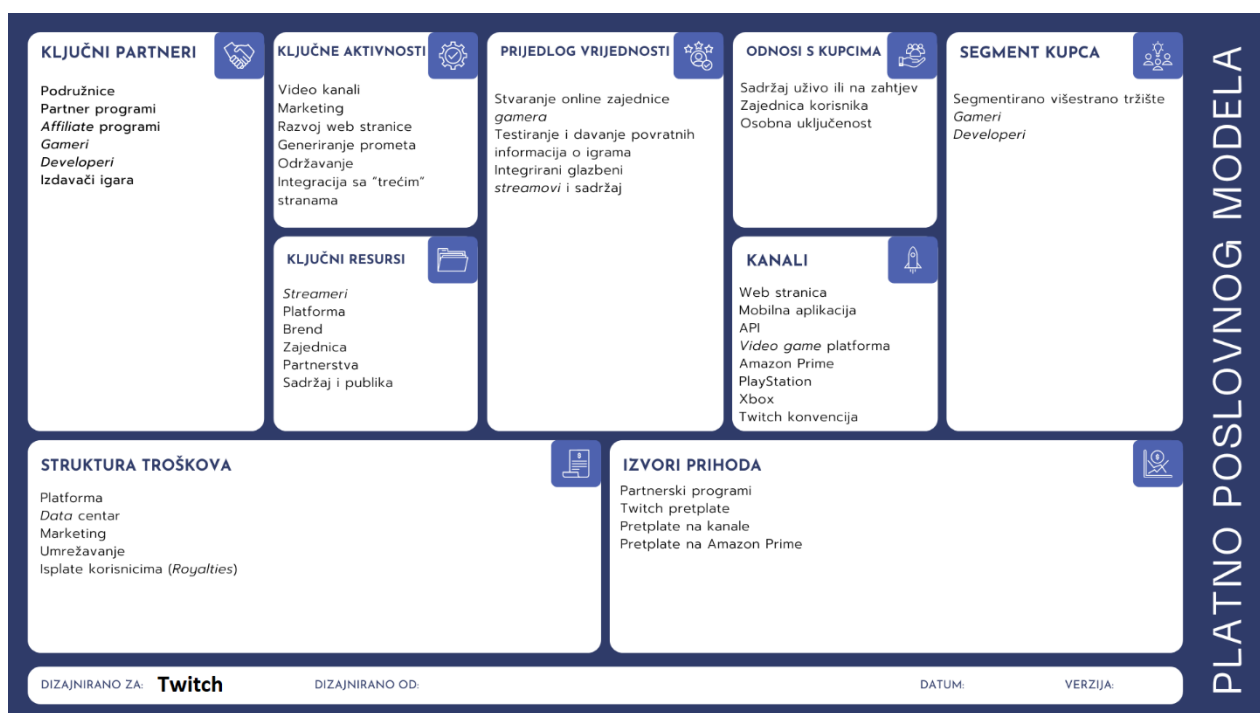 KLJUČNI PARTNERI
Podružnice
Partner programi
Affiliate programi
Gameri
Developeri
Izdavači igara
KLJUČNE AKTIVNOSTI
Video kanali
Marketing
Razvoj web stranice
Generiranje prometa
Održavanje
Integracija sa "trećim"
stranama
KLJUČNI RESURSI
Streameri
Platforma
Brend
Zajednica
Partnerstva
Sadržaj i publika
PRIJEDLOG VRIJEDNOSTI
Stvaranje online zajednice
gamera
Testiranje i davanje povratnih
informacija o igrama
Integrirani glazbeni
streamovi i sadržaj
ODNOSI S KUPCIMA
Sadržaj uživo ili na zahtjev
Zajednica korisnika
Osobna uključenost
KANALI
Web stranica
Mobilna aplikacija
API
Video game platforma
Amazon Prime
PlayStation
Xbox
Twitch konvencija
SEGMENT KUPCA
Segmentirano višestrano tržište
Gameri
Developeri
STRUKTURA TROŠKOVA
Platforma
Data centar
Marketing
Umrežavanje
Isplate korisnicima (Royalties)
IZVORI PRIHODA
Partnerski programi
Twitch pretplate
Pretplate na kanale
Pretplate na Amazon Prime
DIZAJNIRANO ZA: Twitch
DIZAJNIRANO OD:
DATUM:
VERZIJA:
PLATNO POSLOVNOG MODELA